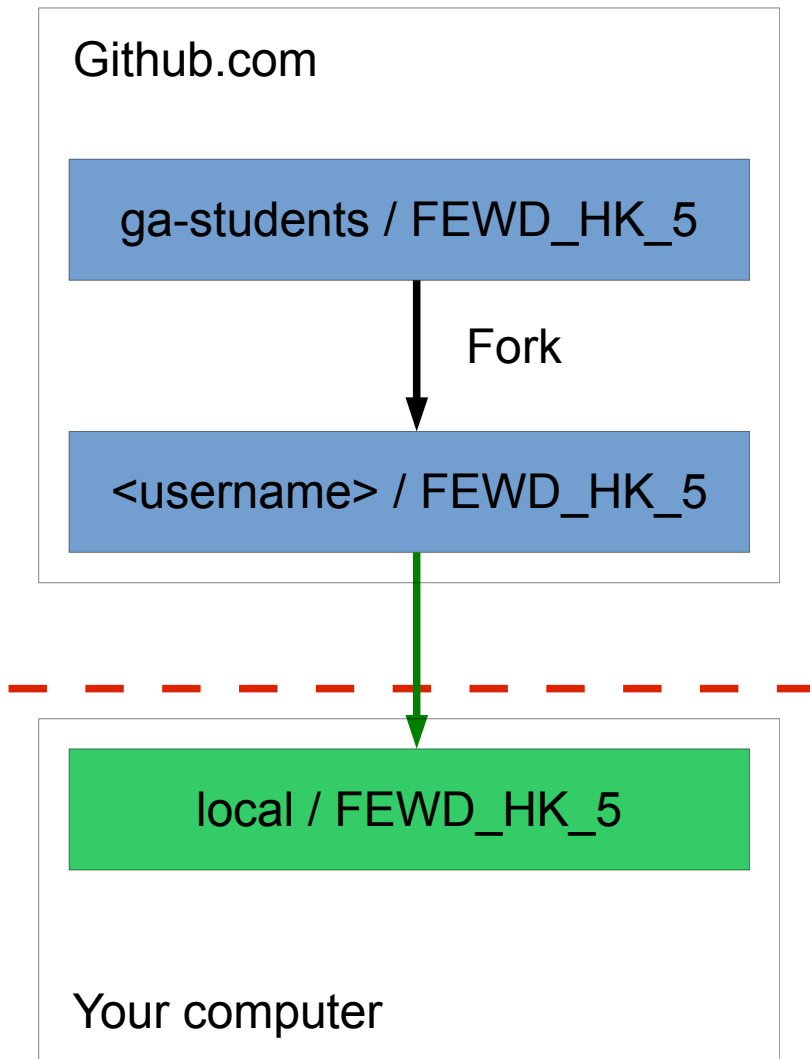 Github.com
ga-students / FEWD_HK_5
Fork
<username> / FEWD_HK_5
local / FEWD_HK_5
Your computer